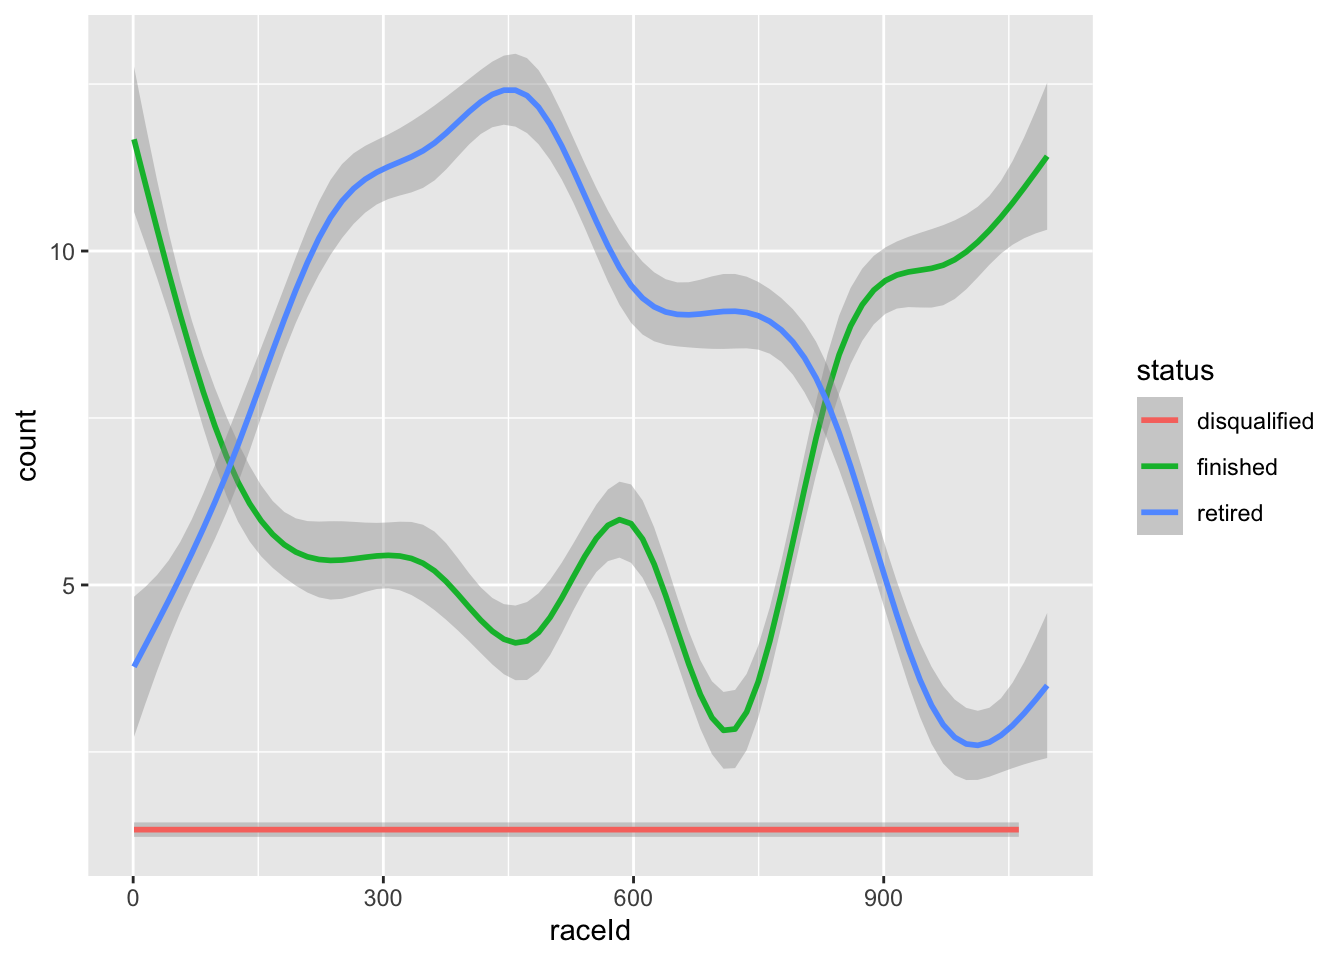 count
10
5
0 300 600 900
raceId
status
disqualified
finished
retired